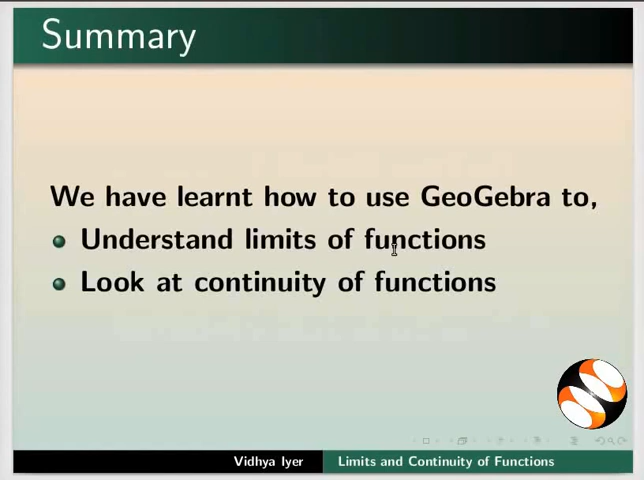 Summary
We have learnt how to use GeoGebra to,
Understand limits of functions
Look at continuity of functions
Vidhya Iyer Limits and Continuity of Functions